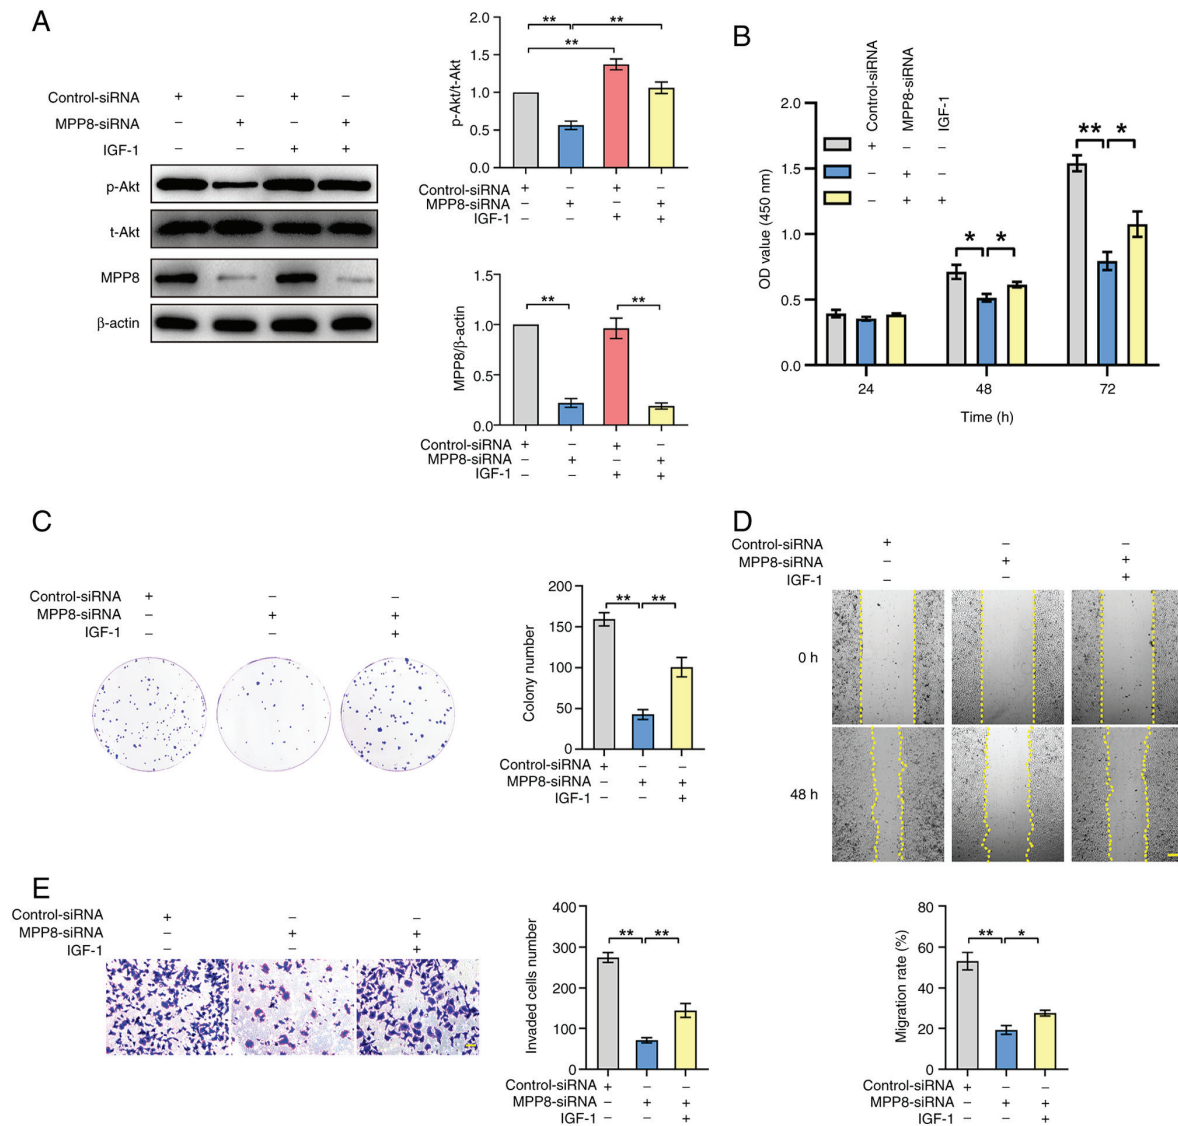 A
Control-siRNA + – + –
MPP8-siRNA – + – +
IGF-1 – – + +
p-Akt
t-Akt
MPP8
β-actin
** **
**
2.0
1.5
1.0
0.5
0.0
p-Akt/t-Akt
Control-siRNA + – + –
MPP8-siRNA – + – +
IGF-1 – – + +
** **
1.5
1.0
0.5
0.0
MPP8/β-actin
Control-siRNA + – + –
MPP8-siRNA – + – +
IGF-1 – – + +
B
Control-siRNA
MPP8-siRNA
IGF-1
+ – –
– + –
– + +
* *
** *
2.0
1.5
1.0
0.5
0.0
OD value (450 nm)
24 48 72
Time (h)
C
Control-siRNA + – –
MPP8-siRNA – + +
IGF-1 – – +
** **
200
150
100
50
0
Colony number
Control-siRNA + – –
MPP8-siRNA – + +
IGF-1 – – +
D
Control-siRNA + – –
MPP8-siRNA – + +
IGF-1 – – +
0 h
48 h
** *
80
60
40
20
0
Migration rate (%)
Control-siRNA + – –
MPP8-siRNA – + +
IGF-1 – – +
E
Control-siRNA + – –
MPP8-siRNA – + +
IGF-1 – – +
** **
400
300
200
100
0
Invaded cells number
Control-siRNA + – –
MPP8-siRNA – + +
IGF-1 – – +